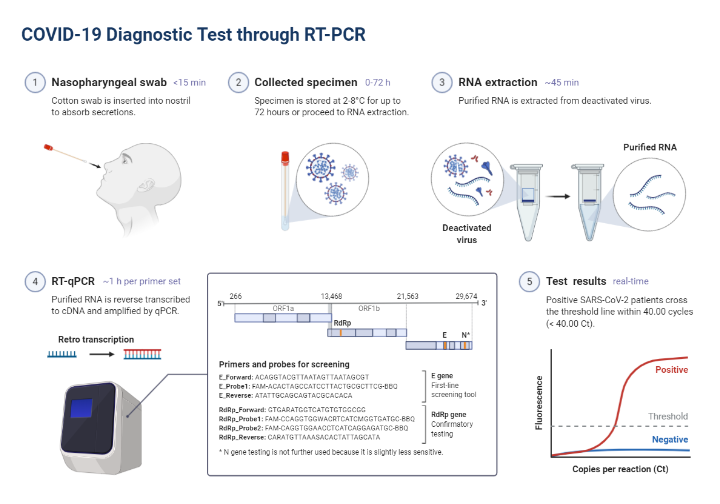 COVID-19 Diagnostic Test through RT-PCR
1 Nasopharyngeal swab <15 min
Cotton swab is inserted into nostril
to absorb secretions.
2 Collected specimen 0-72 h
Specimen is stored at 2-8°C for up to
72 hours or proceed to RNA extraction.
3 RNA extraction ~45 min
Purified RNA is extracted from deactivated virus.
Purified RNA
Deactivated
virus
4 RT-qPCR ~1 h per primer set
Purified RNA is reverse transcribed
to cDNA and amplified by qPCR.
Retro transcription
266 13,468 21,563 29,674
5' 3'
ORF1a ORF1b
RdRp
E N*
Primers and probes for screening
E_Forward: ACAGGTACGTTAATAGTTAATAGCGT
E_Probe1: FAM-ACACTAGCCATCCTTACTGCGCTTCG-BBQ
E_Reverse: ATATTGCAGCAGTACGCACACA
E gene
First-line
screening tool
RdRp_Forward: GTGARATGGTCATGTGTGGCGG
RdRp_Probe1: FAM-CCAGGTGGWACRTCATCMGGTGATGC-BBQ
RdRp_Probe2: FAM-CAGGTGGAACCTCATCAGGAGATGC-BBQ
RdRp_Reverse: CARATGTTAAASACACTATTAGCATA
RdRp gene
Confirmatory
testing
* N gene testing is not further used because it is slightly less sensitive.
5 Test results real-time
Positive SARS-CoV-2 patients cross
the threshold line within 40.00 cycles
(< 40.00 Ct).
Fluorescence
Positive
Threshold
Negative
Copies per reaction (Ct)